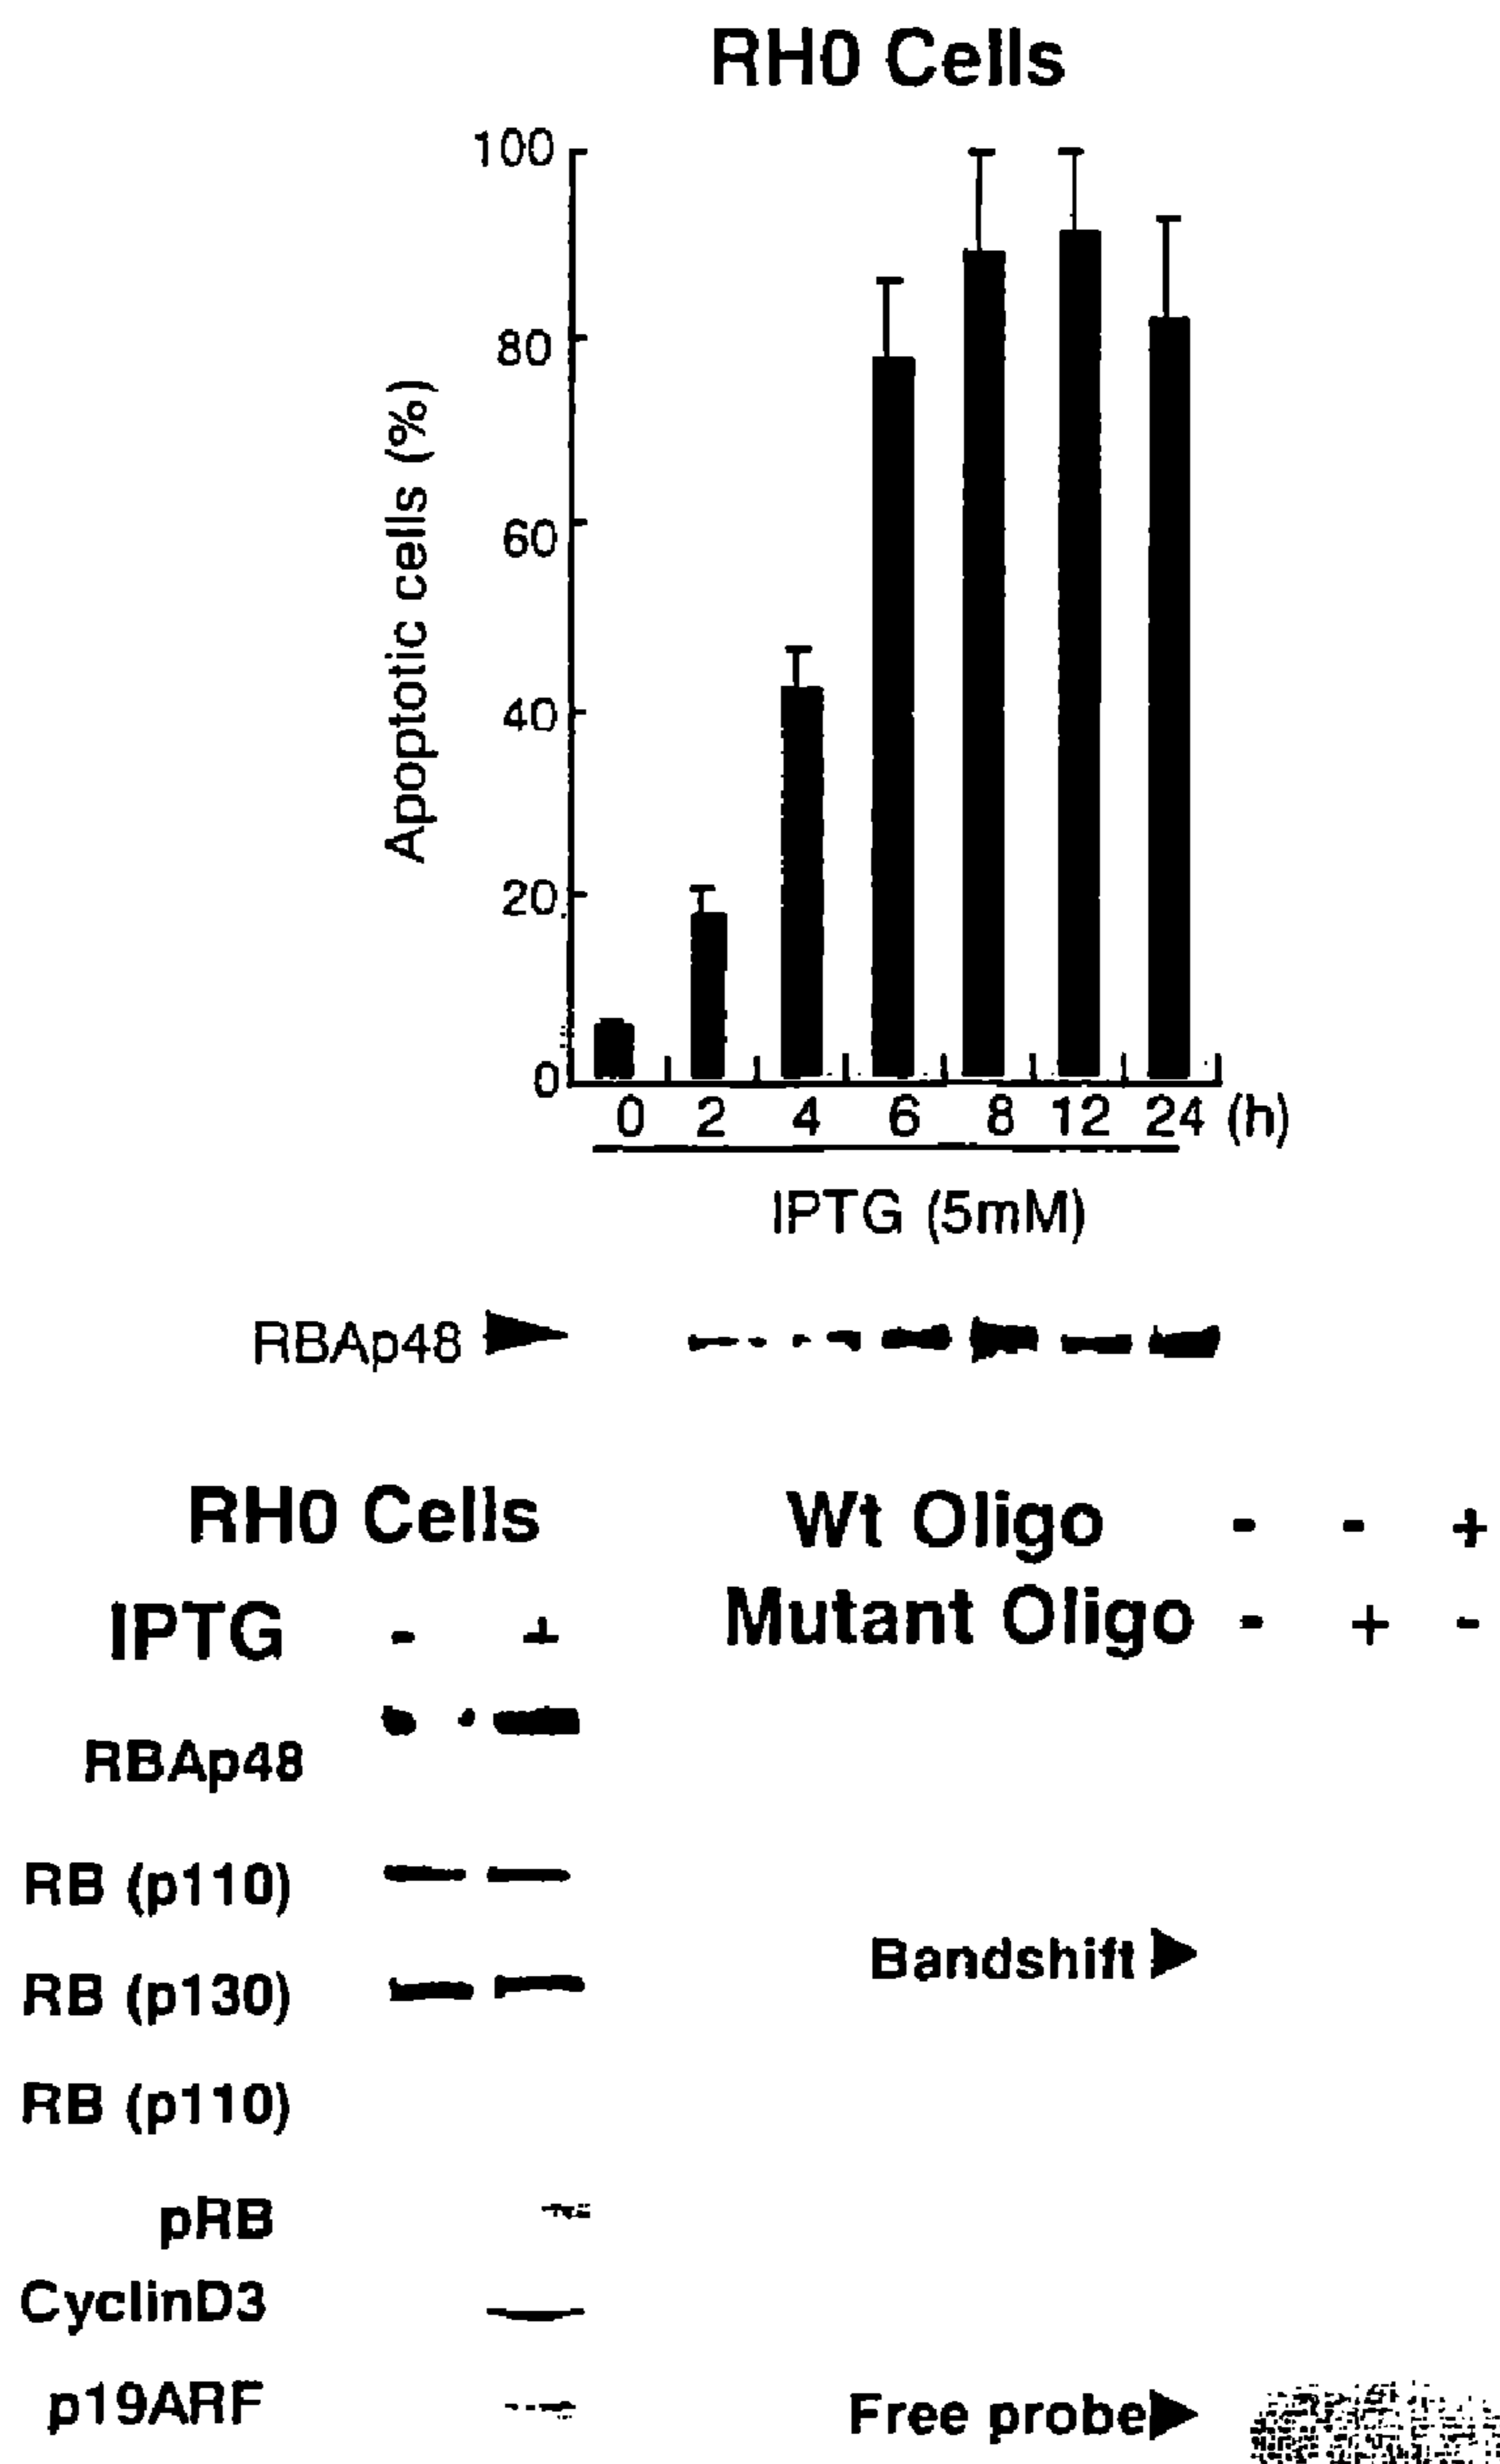 RH0 Cells
100
80
60
40
20
0
Apoptotic cells (%)
0 2 4 6 8 12 24 (h)
IPTG (5mM)
RBAp48
RH0 Cells
IPTG - +
RBAp48
RB (p110)
RB (p130)
RB (p110)
pRB
CyclinD3
p19ARF
Wt Oligo - - +
Mutant Oligo - + -
Bandshift
Free probe